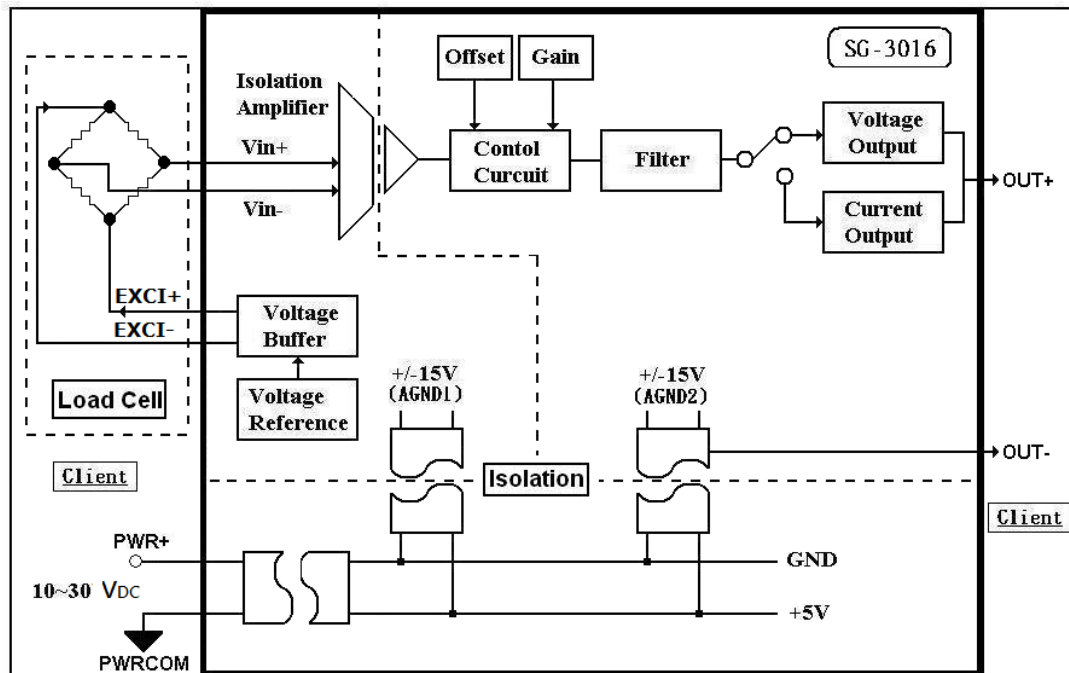 SG-3016
Offset
Gain
Isolation
Amplifier
Vin+
Vin-
Contol
Curcuit
Filter
Voltage
Output
Current
Output
OUT+
EXCI+
EXCI-
Voltage
Buffer
Voltage
Reference
Load Cell
+/-15V
(AGND1)
+/-15V
(AGND2)
OUT-
Isolation
Client
Client
PWR+
10~30 VDC
PWRCOM
GND
+5V